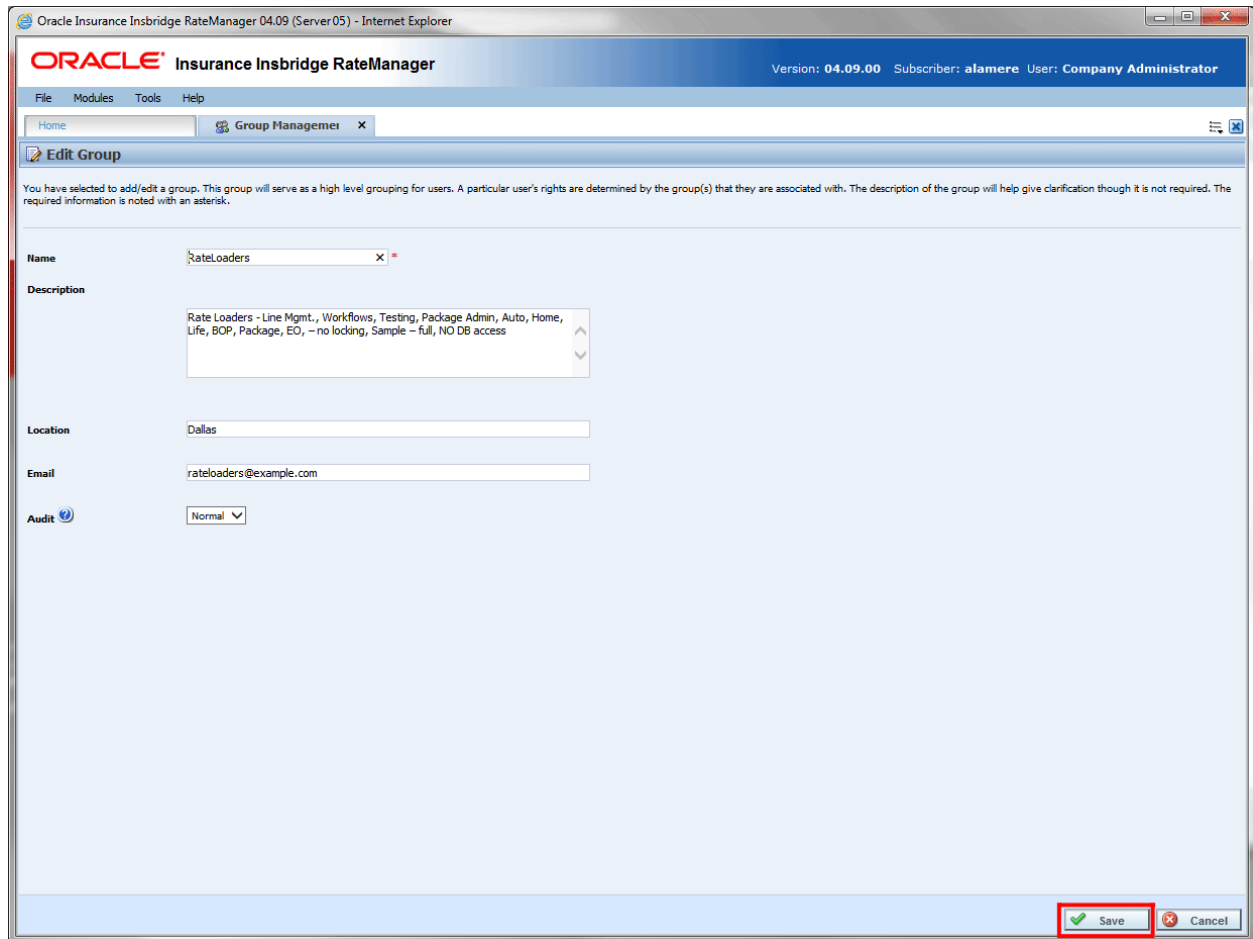 Oracle Insurance Insbridge RateManager 04.09 (Server05) - Internet Explorer
ORACLE Insurance Insbridge RateManager
Version: 04.09.00 Subscriber: alamere User: Company Administrator
File Modules Tools Help
Home Group Managemer
Edit Group
You have selected to add/edit a group. This group will serve as a high level grouping for users. A particular user's rights are determined by the group(s) that they are associated with. The description of the group will help give clarification though it is not required. The
required information is noted with an asterisk.
Name RateLoaders *
Description
Rate Loaders - Line Mgmt., Workflows, Testing, Package Admin, Auto, Home,
Life, BOP, Package, EO, – no locking, Sample – full, NO DB access
Location Dallas
Email rateloaders@example.com
Audit Normal
Save Cancel